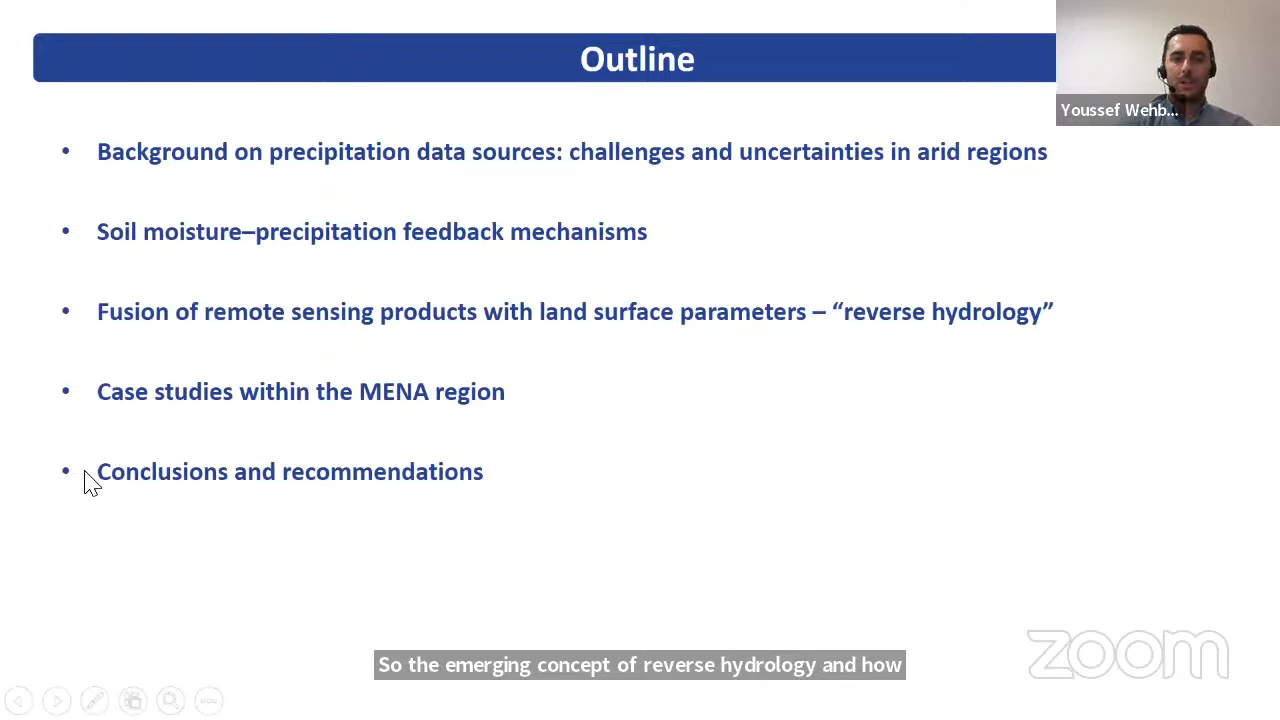 Outline
Youssef Wehb...
• Background on precipitation data sources: challenges and uncertainties in arid regions
• Soil moisture–precipitation feedback mechanisms
• Fusion of remote sensing products with land surface parameters – “reverse hydrology”
• Case studies within the MENA region
• Conclusions and recommendations
zoom
So the emerging concept of reverse hydrology and how